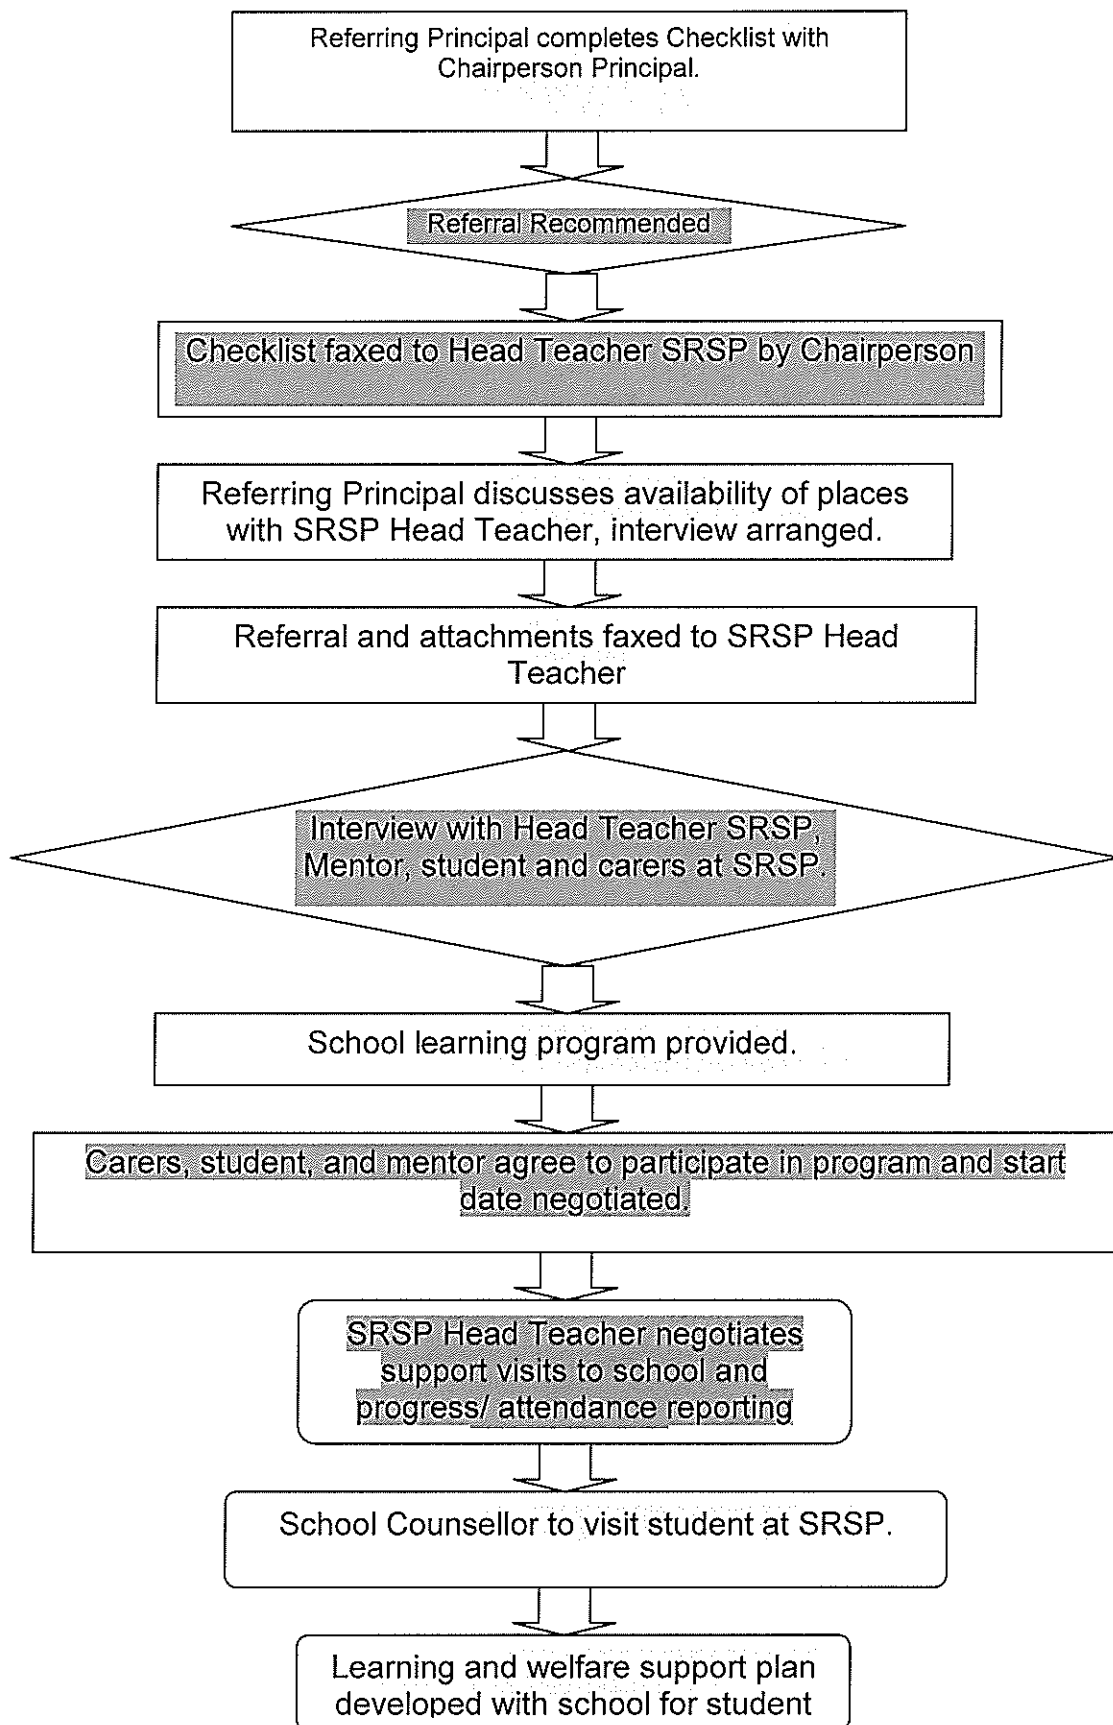 Referring Principal completes Checklist with
Chairperson Principal.
Referral Recommended
Checklist faxed to Head Teacher SRSP by Chairperson
Referring Principal discusses availability of places
with SRSP Head Teacher, interview arranged.
Referral and attachments faxed to SRSP Head
Teacher
Interview with Head Teacher SRSP,
Mentor, student and carers at SRSP.
School learning program provided.
Carers, student, and mentor agree to participate in program and start
date negotiated.
SRSP Head Teacher negotiates
support visits to school and
progress/ attendance reporting
School Counsellor to visit student at SRSP.
Learning and welfare support plan
developed with school for student